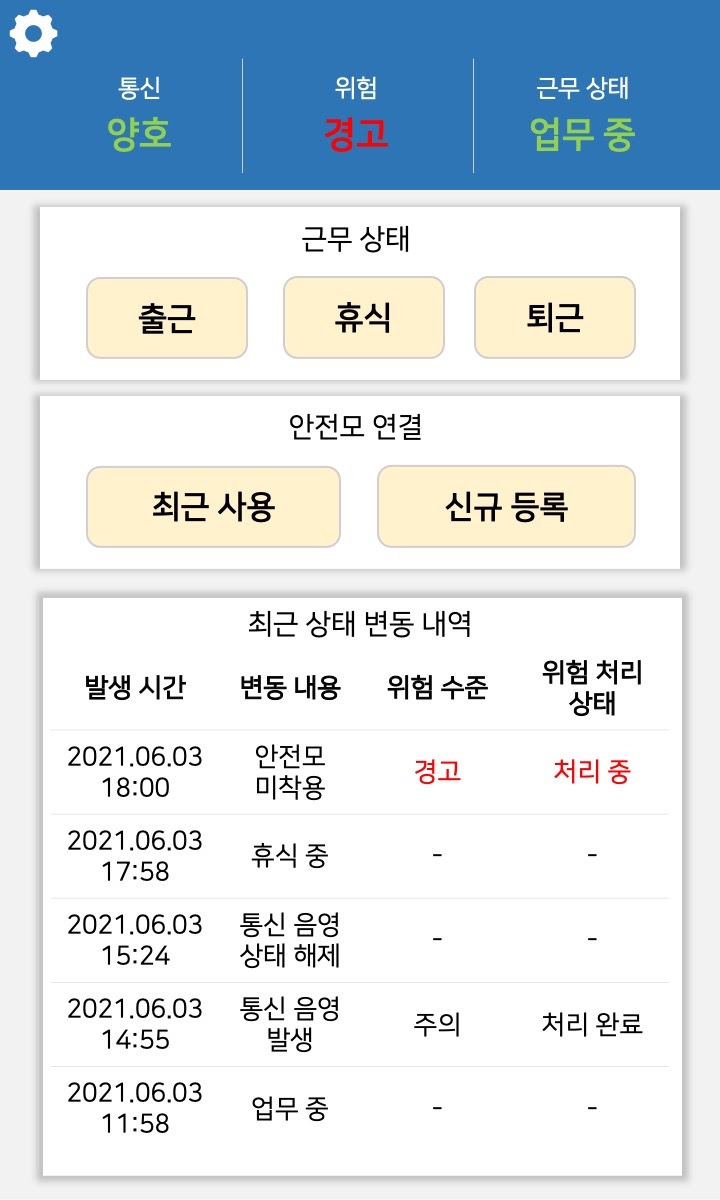 통신 위험 근무 상태
양호 경고 업무 중
근무 상태
출근 휴식 퇴근
안전모 연결
최근 사용 신규 등록
최근 상태 변동 내역
발생 시간 변동 내용 위험 수준 위험 처리
상태
2021.06.03 안전모 경고 처리 중
18:00 미착용
2021.06.03 휴식 중 - -
17:58
2021.06.03 통신 음영 - -
15:24 상태 해제
2021.06.03 통신 음영 주의 처리 완료
14:55 발생
2021.06.03 업무 중 - -
11:58